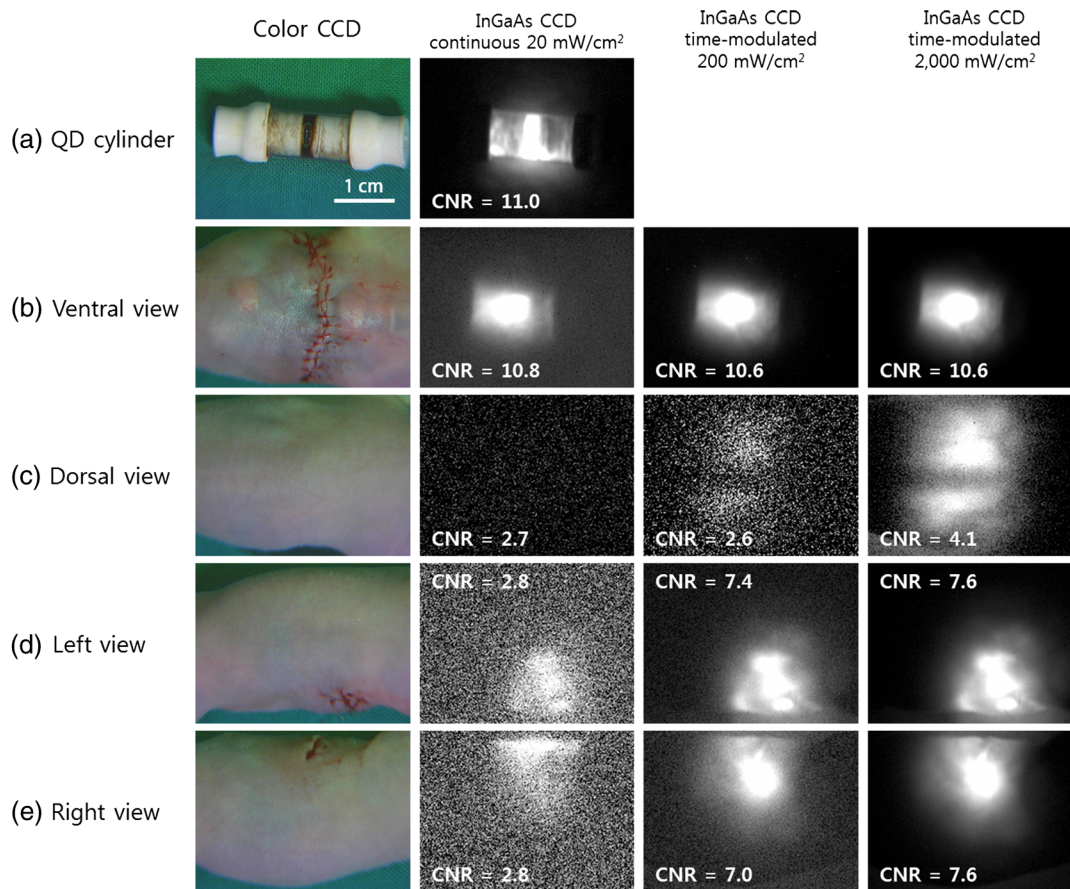 Color CCD
InGaAs CCD
continuous 20 mW/cm²
InGaAs CCD
time-modulated
200 mW/cm²
InGaAs CCD
time-modulated
2,000 mW/cm²
(a) QD cylinder
1 cm
CNR = 11.0
(b) Ventral view
CNR = 10.8
CNR = 10.6
CNR = 10.6
(c) Dorsal view
CNR = 2.7
CNR = 2.6
CNR = 4.1
(d) Left view
CNR = 2.8
CNR = 7.4
CNR = 7.6
(e) Right view
CNR = 2.8
CNR = 7.0
CNR = 7.6